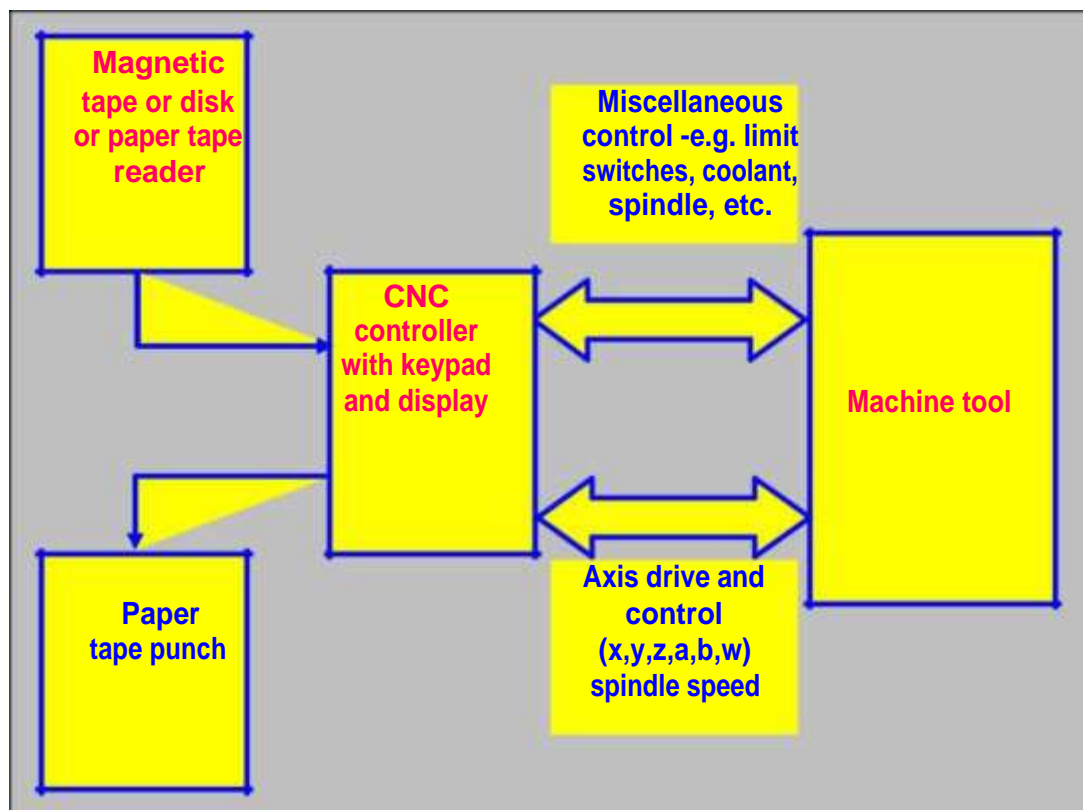 Magnetic
tape or disk
or paper tape
reader
Miscellaneous
control -e.g. limit
switches, coolant,
spindle, etc.
CNC
controller
with keypad
and display
Machine tool
Paper
tape punch
Axis drive and
control
(x,y,z,a,b,w)
spindle speed